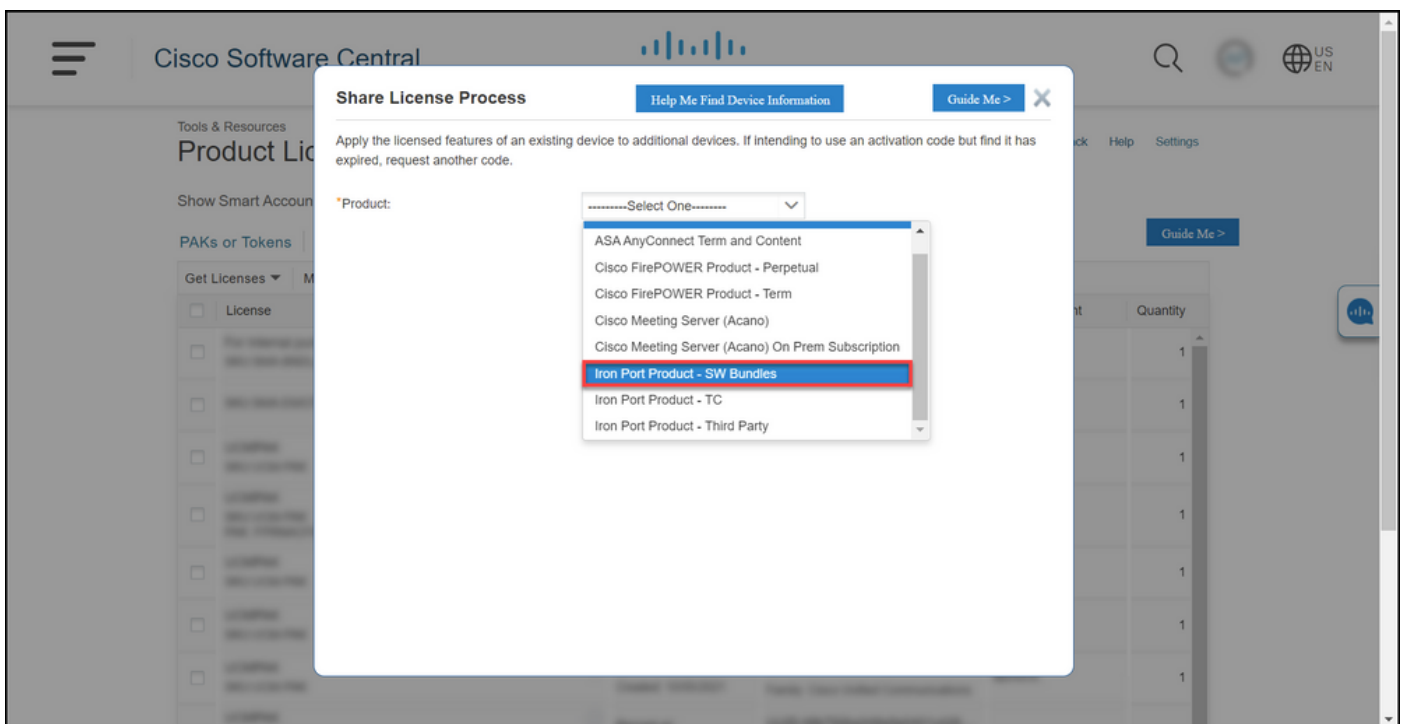 Cisco Software Central
US
EN
Share License Process
Help Me Find Device Information
Guide Me >
Tools & Resources
Product Lic
Apply the licensed features of an existing device to additional devices. If intending to use an activation code but find it has
expired, request another code.
ck Help Settings
Show Smart Accoun
*Product:
---------Select One--------
PAKs or Tokens
Guide Me >
ASA AnyConnect Term and Content
Cisco FirePOWER Product - Perpetual
Cisco FirePOWER Product - Term
Cisco Meeting Server (Acano)
Cisco Meeting Server (Acano) On Prem Subscription
Iron Port Product - SW Bundles
Iron Port Product - TC
Iron Port Product - Third Party
Get Licenses M
License
nt Quantity
1
1
1
1
1
1
1